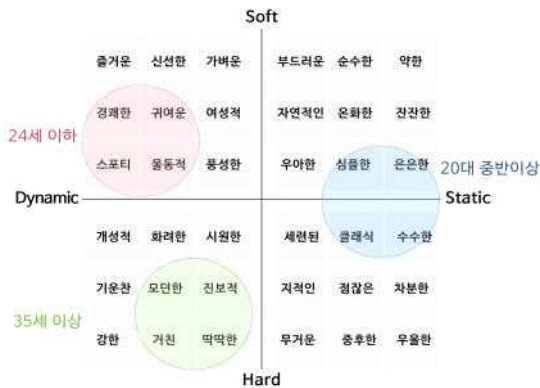 Soft
즐거운 신선한 가벼운 부드러운 순수한 약한
경쾌한 귀여운 여성적 자연적인 온화한 잔잔한
24세 이하
스포티 율동적 풍성한 우아한 심플한 은은한
20대 중반이상
Dynamic Static
개성적 화려한 시원한 세련된 클래식 수수한
기운찬 모던한 진보적 지적인 점잖은 차분한
35세 이상
강한 거친 딱딱한 무거운 중후한 우울한
Hard